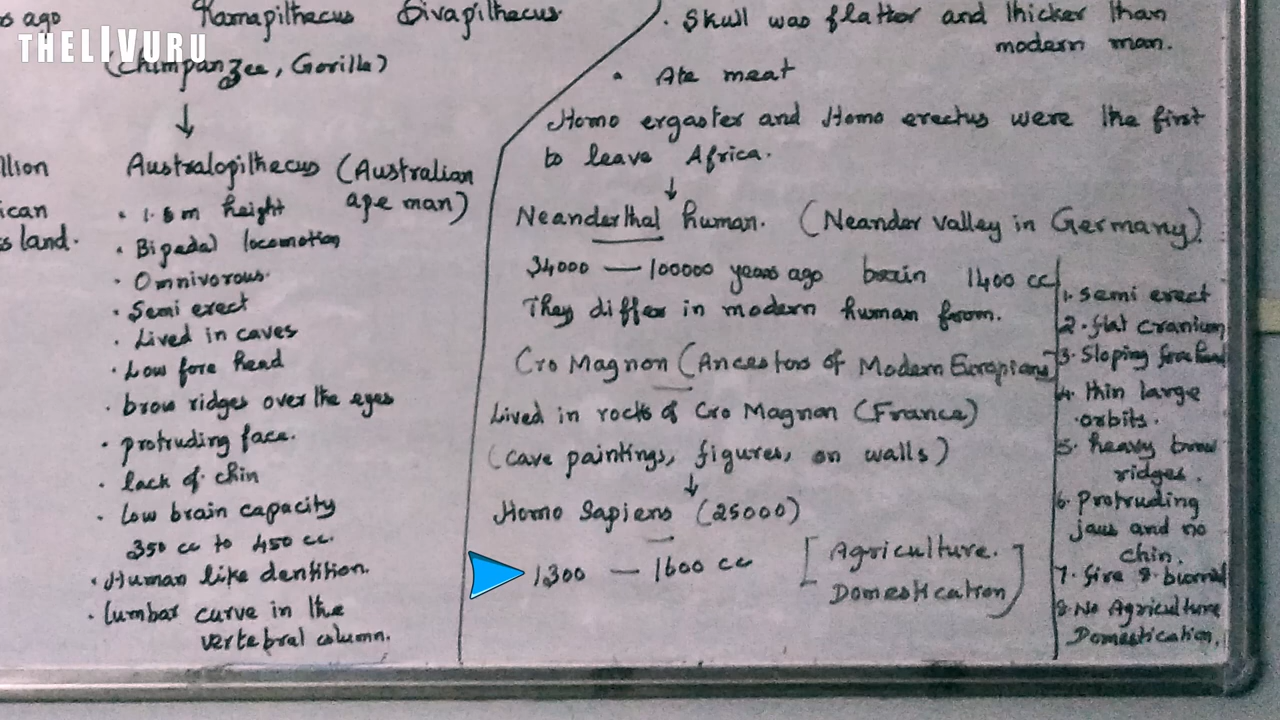 THELIVURU
s ago Ramapithacus Sivapithecus
(Chimpanzee, Gorilla)
↓
llion
ican
s land.
Australopithecus (Australian
ape man)
• 1.5m height
• Bipedal locomotion
• Omnivorous.
• Semi erect
• Lived in caves
• Low fore head
• brow ridges over the eyes
• protruding face.
• lack of chin
• Low brain capacity
350 cc to 450 cc.
• Human like dentition.
• lumbar curve in the
vertebral column.
• Skull was flatter and thicker than
modern man.
• Ate meat
Homo ergaster and Homo erectus were the first
to leave Africa.
↓
Neanderthal human. (Neander valley in Germany).
34000 — 100000 years ago brain 1400 cc
They differ in modern human from.
Cro Magnon (Ancestors of Modern Europians)
Lived in rocks of Cro Magnon (France)
(cave paintings, figures, on walls)
↓
Homo Sapiens (25000)
1300 — 1600 cc
[Agriculture.
Domestication]
1. Semi erect
2. flat cranium
3. Sloping fore head
4. thin large
orbits.
5. heavy brow
ridges.
6. Protruding
jaws and no
chin.
7. fire & burial
8. No Agriculture
Domestication.